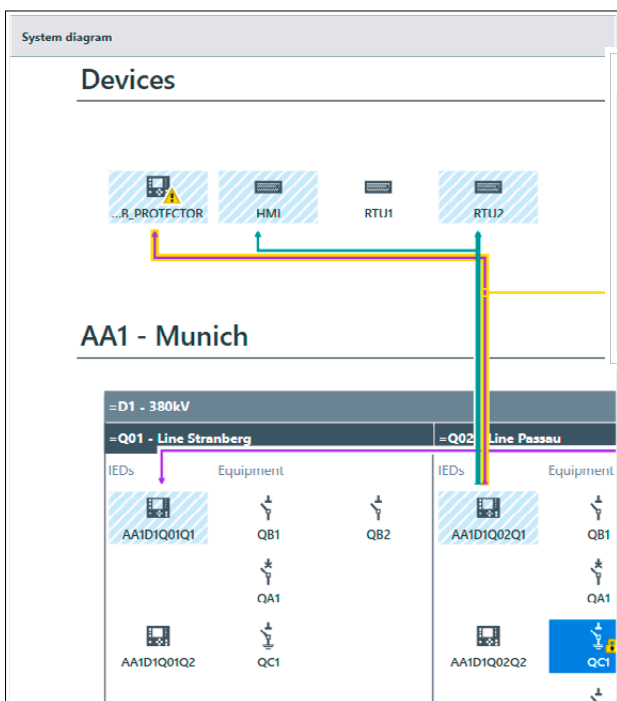 System diagram
Devices
...B_PROTECTOR HMI RTU1 RTU2
AA1 - Munich
=D1 - 380kV
=Q01 - Line Stranberg =Q02 - Line Passau
IEDs Equipment IEDs Equipment
AA1D1Q01Q1 QB1 QB2 AA1D1Q02Q1 QB1
QA1 QA1
AA1D1Q01Q2 QC1 AA1D1Q02Q2 QC1